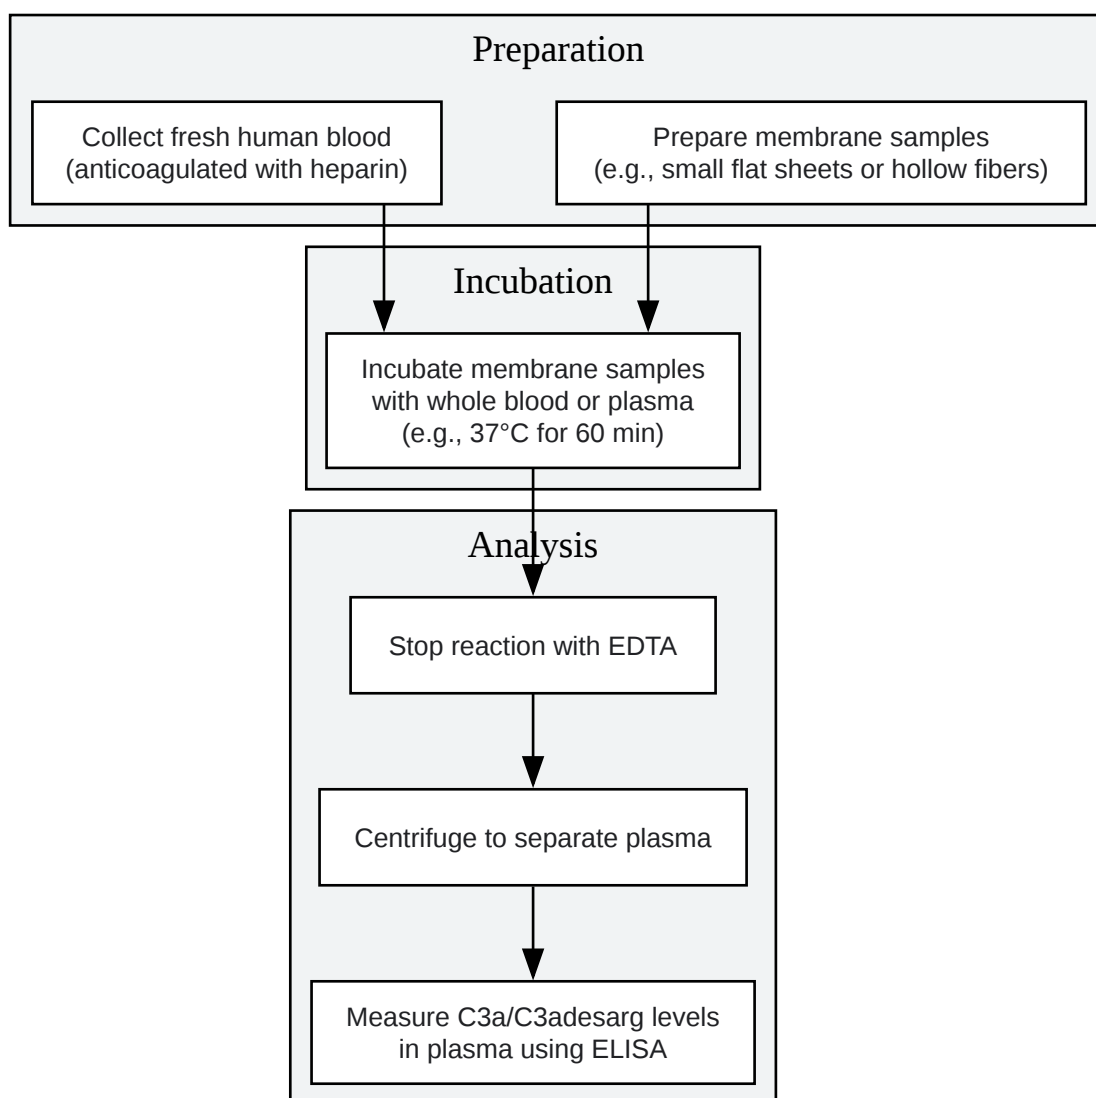 Preparation
Collect fresh human blood
(anticoagulated with heparin)
Prepare membrane samples
(e.g., small flat sheets or hollow fibers)
Incubation
Incubate membrane samples
with whole blood or plasma
(e.g., 37°C for 60 min)
Analysis
Stop reaction with EDTA
Centrifuge to separate plasma
Measure C3a/C3adesarg levels
in plasma using ELISA